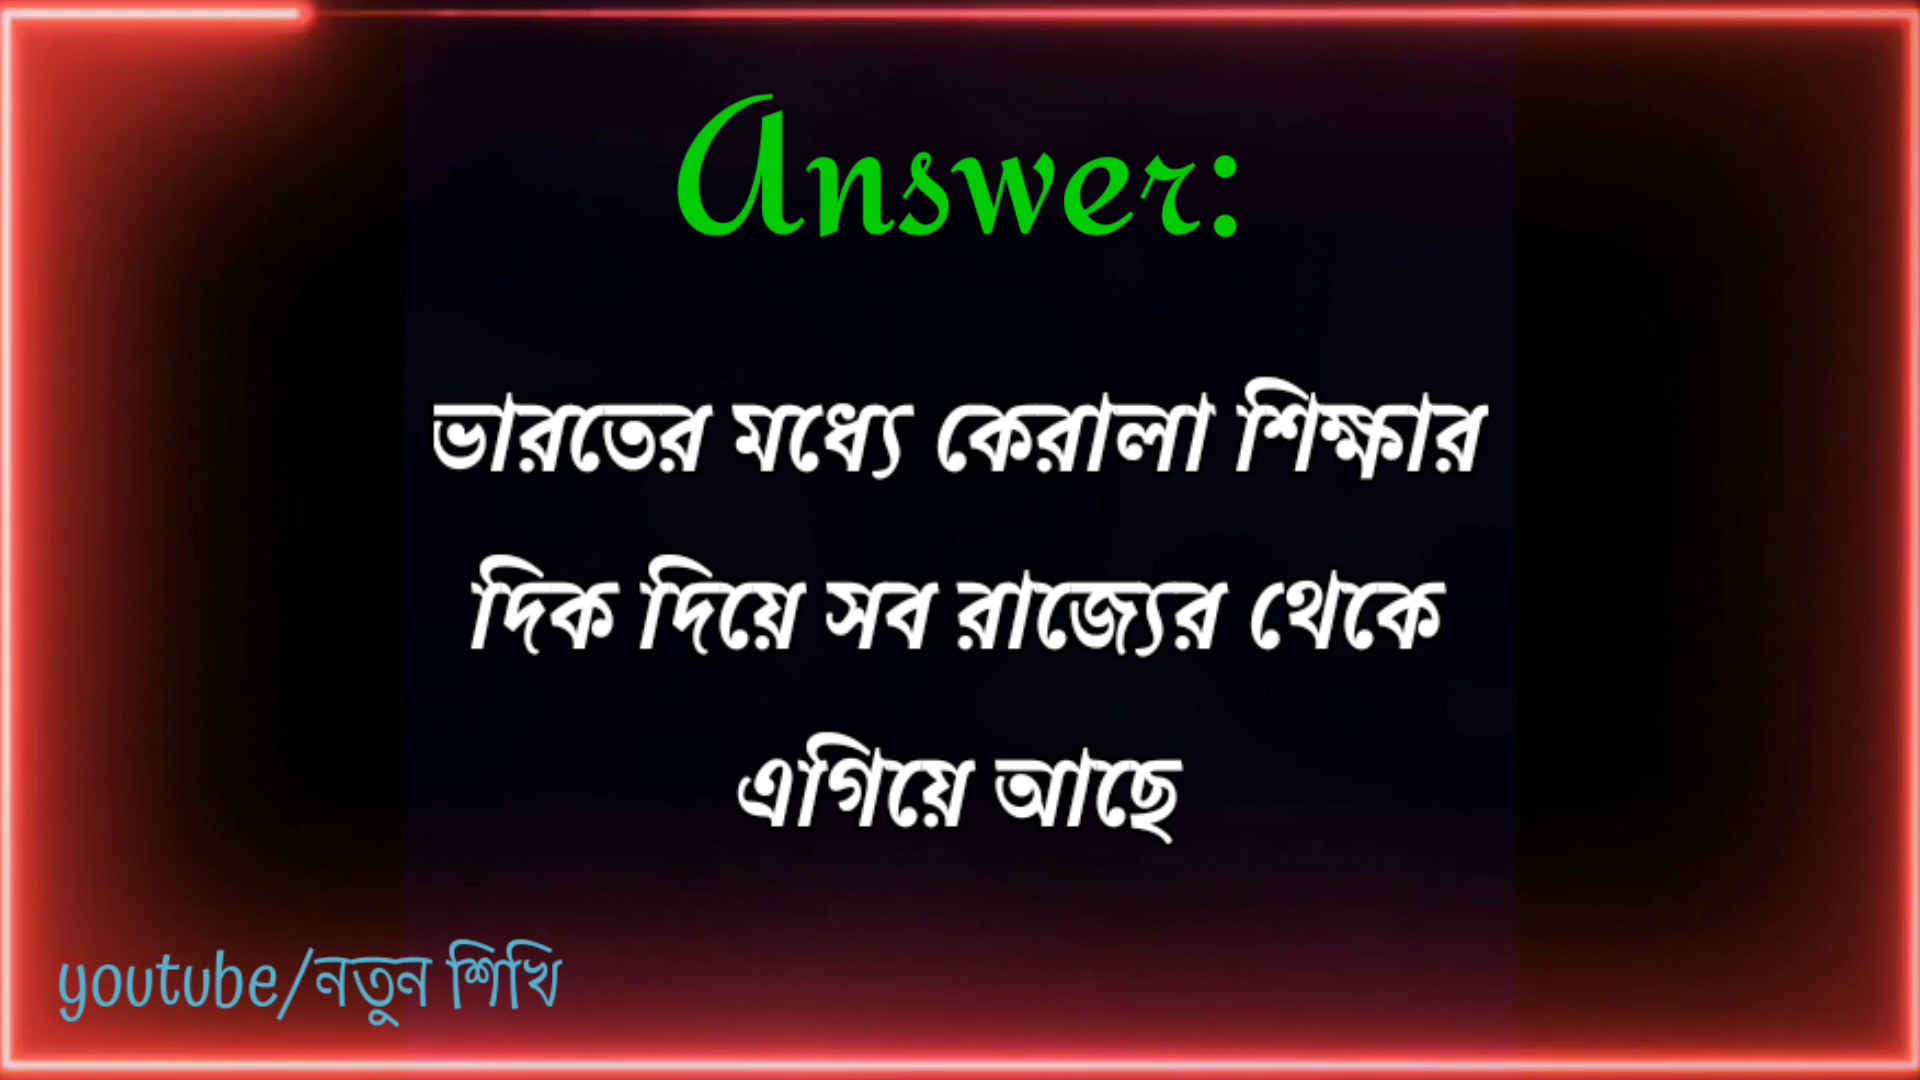 Answer:
ভারতের মধ্যে কেরালা শিক্ষার
দিক দিয়ে সব রাজ্যের থেকে
এগিয়ে আছে
youtube/নতুন শিখি